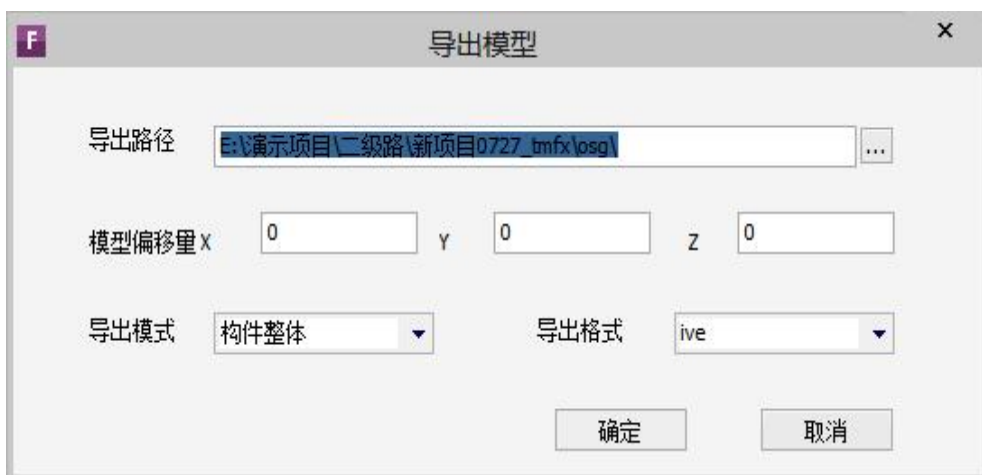 F 导出模型 ×
导出路径 E:\演示项目\二级路\新项目0727_tmfx\osg\ ...
模型偏移量 X 0 Y 0 Z 0
导出模式 构件整体 导出格式 ive
确定 取消